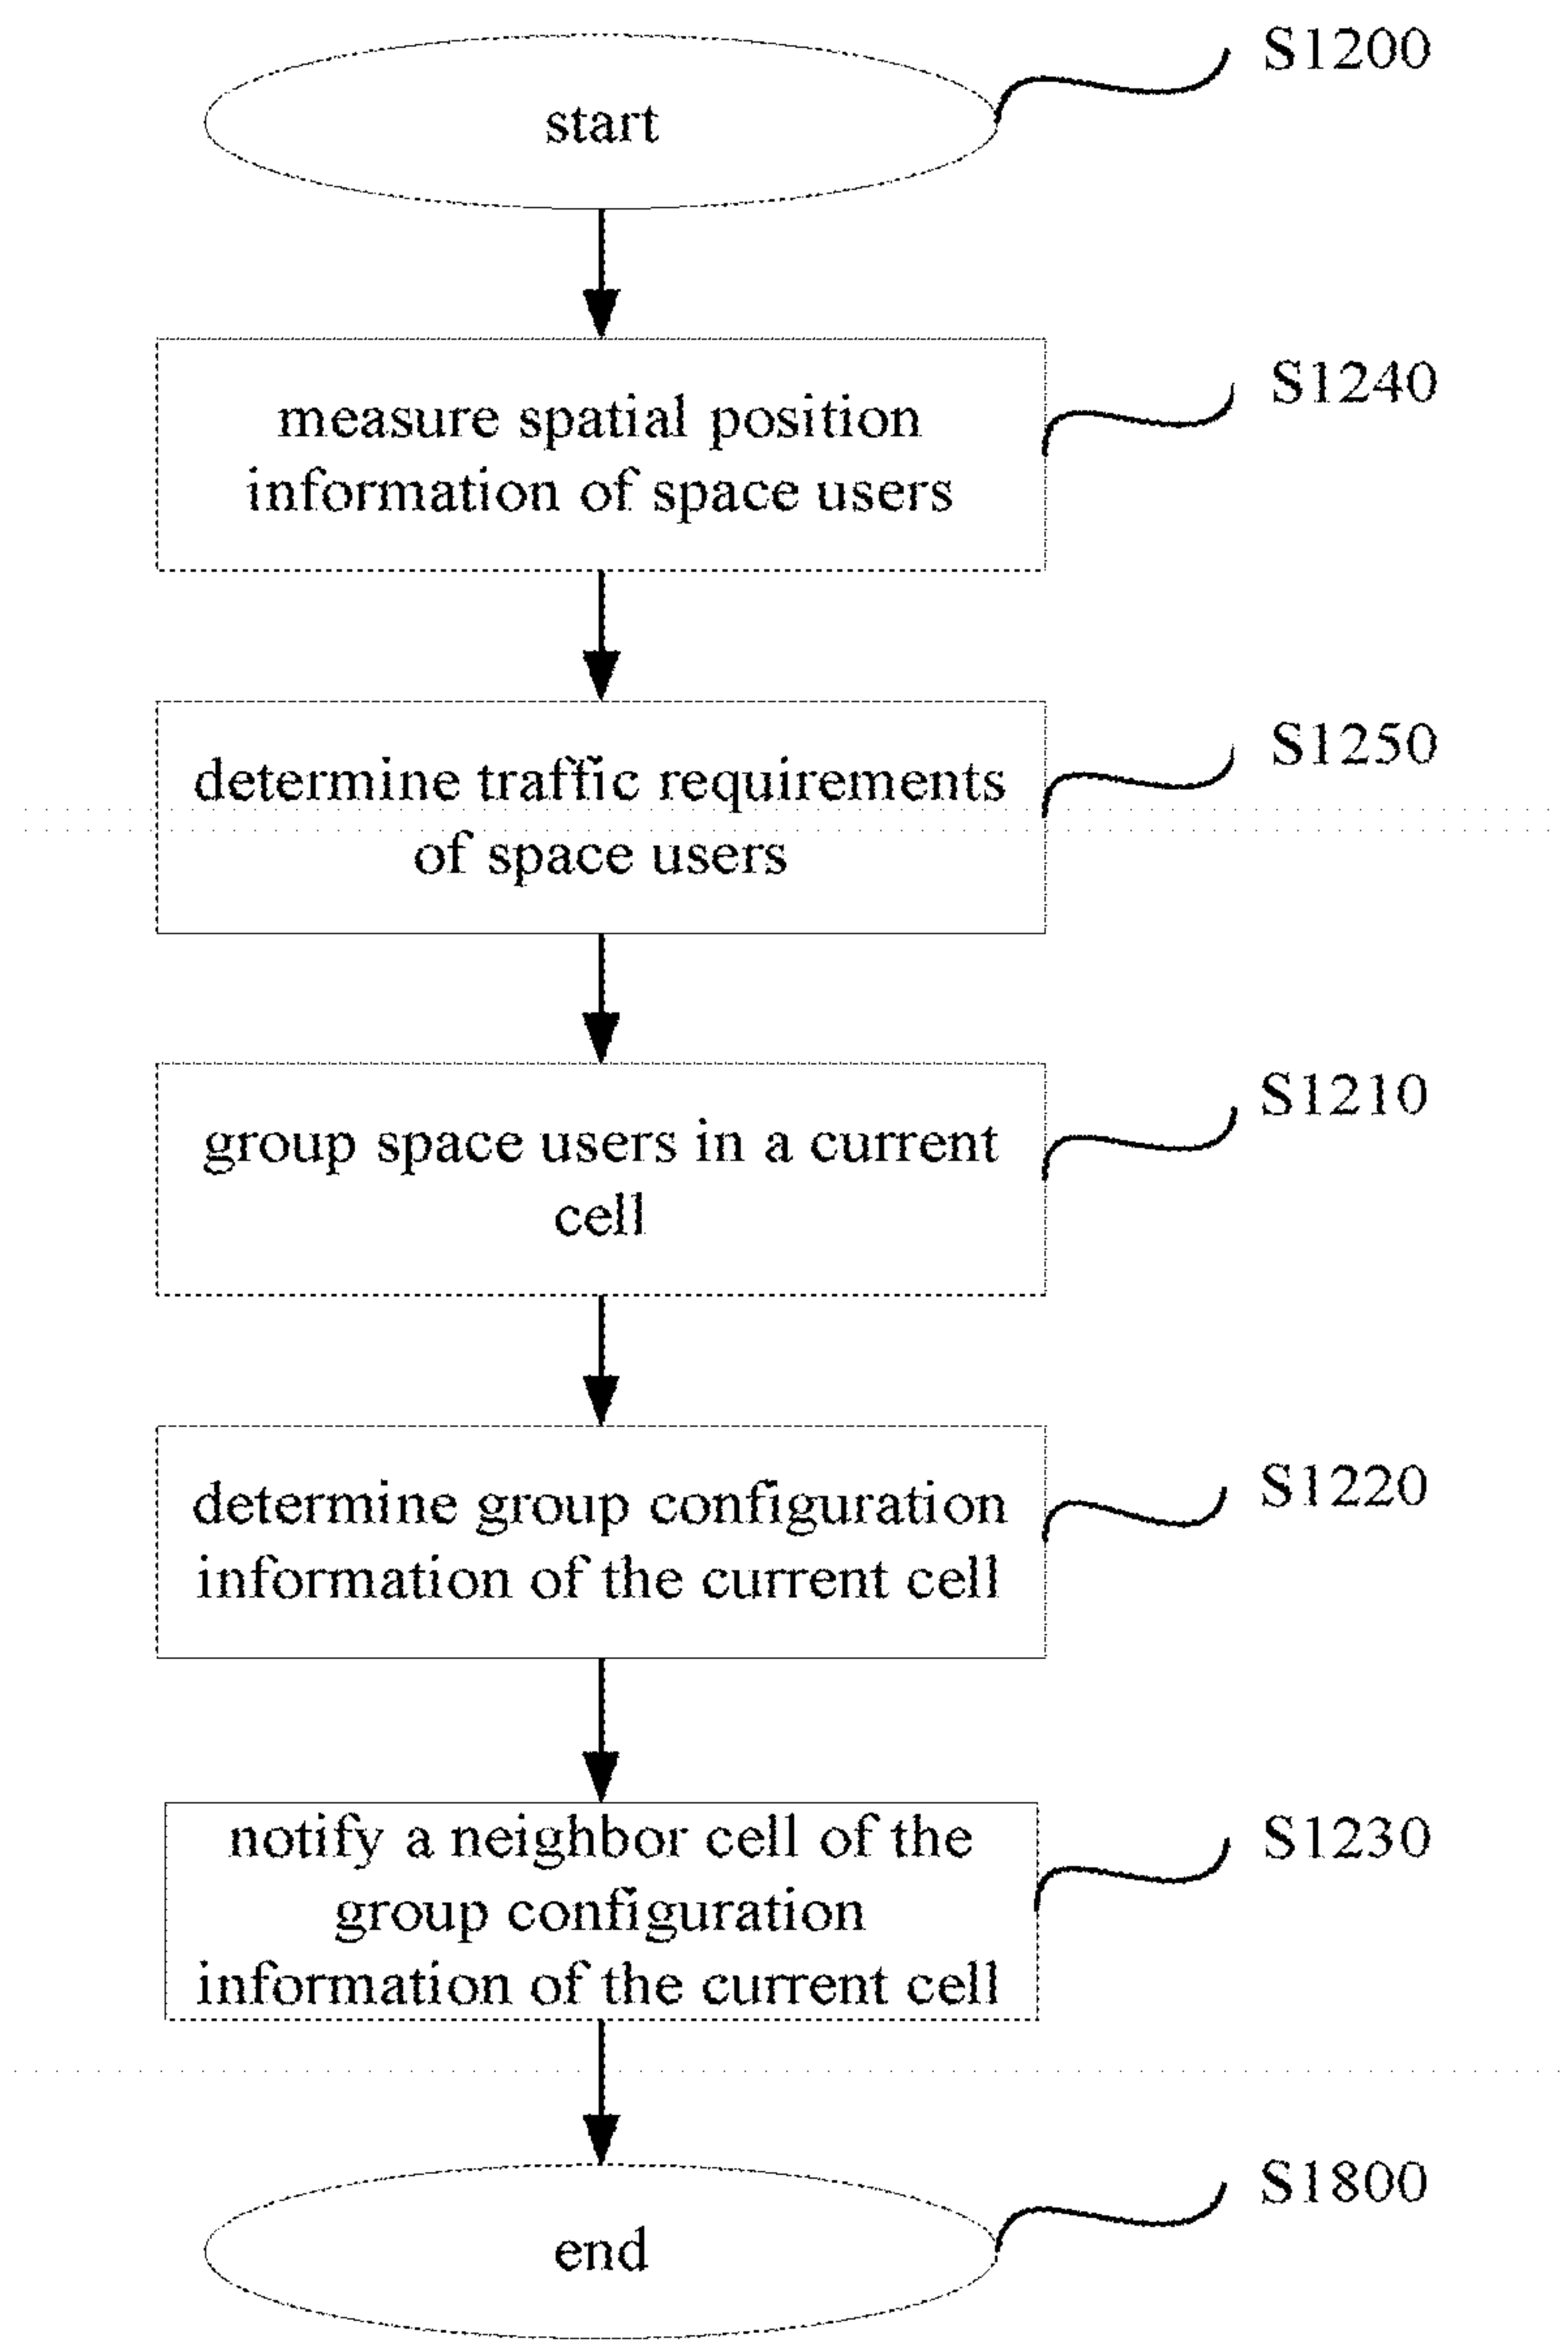 S1200
start
S1240
measure spatial position
information of space users
S1250
determine traffic requirements
of space users
S1210
group space users in a current
cell
S1220
determine group configuration
information of the current cell
S1230
notify a neighbor cell of the
group configuration
information of the current cell
S1800
end